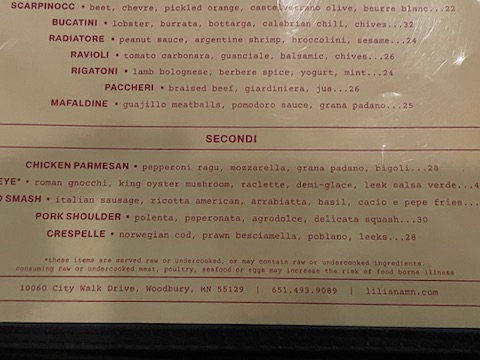 SCARPINOCC • beet, chevre, pickled orange, castelvetrano olive, beurre blanc...22
BUCATINI • lobster, burrata, bottarga, calabrian chili, chives...32
RADIATORE • peanut sauce, argentine shrimp, broccolini, sesame...24
RAVIOLI • tomato carbonara, guanciale, balsamic, chives...26
RIGATONI • lamb bolognese, berbere spice, yogurt, mint...24
PACCHERI • braised beef, giardiniera, jus...26
MAFALDINE • guajillo meatballs, pomodoro sauce, grana padano...25
SECONDI
CHICKEN PARMESAN • pepperoni ragu, mozzarella, grana padano, bigoli...28
EYE* • roman gnocchi, king oyster mushroom, raclette, demi-glace, leek salsa verde...4
SMASH • italian sausage, ricotta american, arrabiatta, basil, cacio e pepe fries...
PORK SHOULDER • polenta, peperonata, agrodolce, delicata squash...30
CRESPELLE • norwegian cod, prawn besciamella, poblano, leeks...28
*these items are served raw or undercooked, or may contain raw or undercooked ingredients.
consuming raw or undercooked meat, poultry, seafood or eggs may increase the risk of food borne illness
10060 City Walk Drive, Woodbury, MN 55129 | 651.493.9089 | lilianamn.com